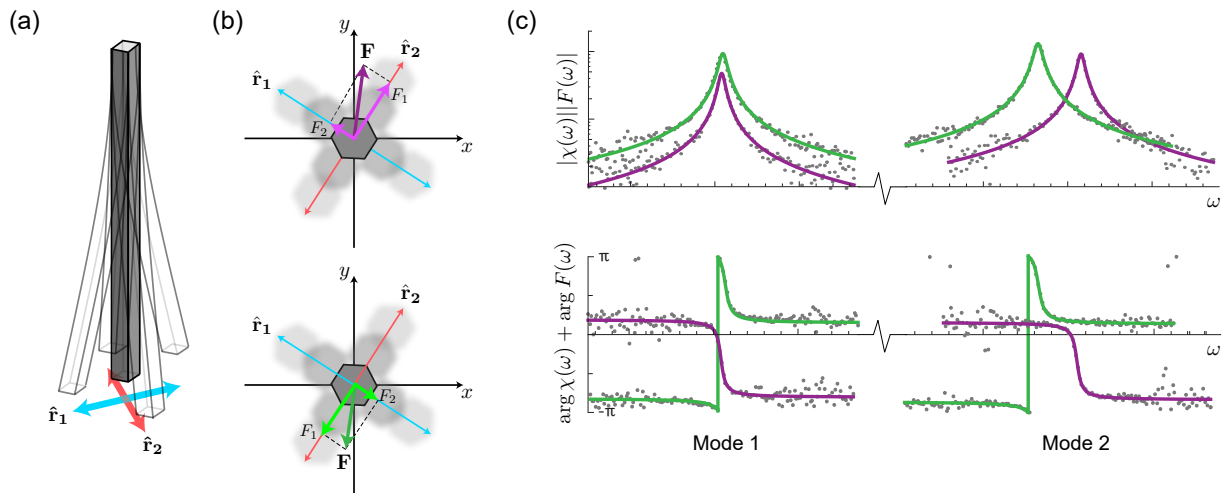 (a)
r̂₁
r̂₂
(b)
y
F
r̂₂
r̂₁
F₁
F₂
x
y
r̂₂
r̂₁
F₂
x
F₁
F
(c)
|χ(ω)||F(ω)|
ω
arg χ(ω) + arg F(ω)
π
-π
ω
Mode 1
Mode 2